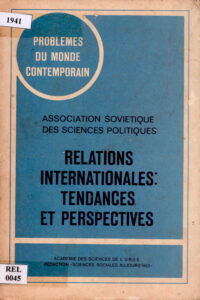 1941
PROBLEMES
DU MONDE
CONTEMPORAIN
ASSOCIATION SOVIETIQUE
DES SCIENCES POLITIQUES
RELATIONS
INTERNATIONALES:
TENDANCES
ET PERSPECTIVES
ACADEMIE DES SCIENCES DE L'U R S S
REDACTION «SCIENCES SOCIALES AUJOURD'HUI»
REL
0045